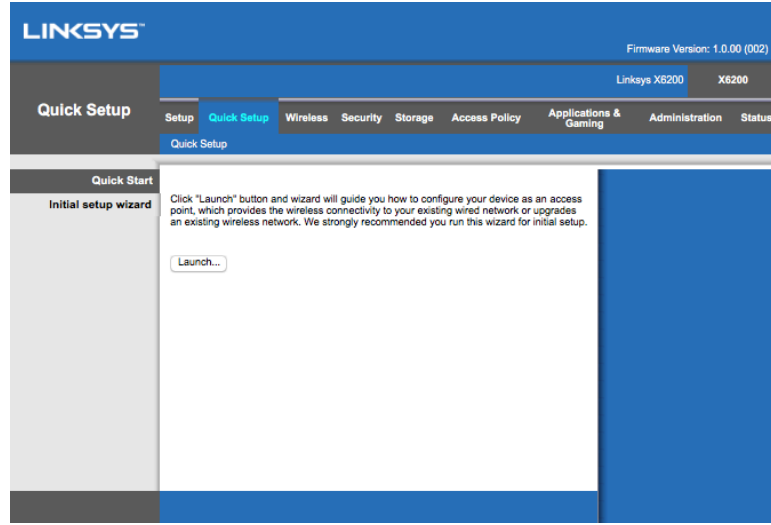 LINKSYS™
Firmware Version: 1.0.00 (002)
Linksys X6200 X6200
Quick Setup
Setup Quick Setup Wireless Security Storage Access Policy Applications & Gaming Administration Status
Quick Setup
Quick Start
Initial setup wizard
Click "Launch" button and wizard will guide you how to configure your device as an access
point, which provides the wireless connectivity to your existing wired network or upgrades
an existing wireless network. We strongly recommended you run this wizard for initial setup.
Launch...